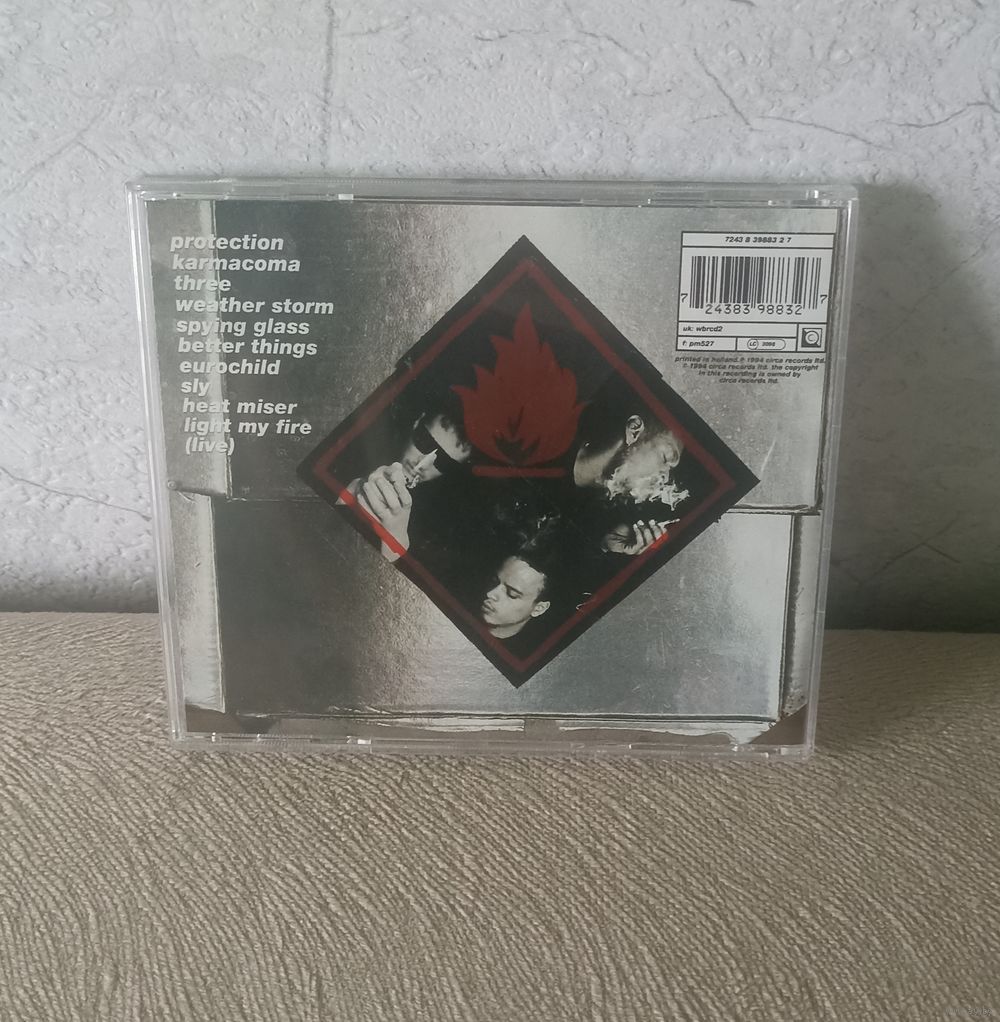 protection
karmacoma
three
weather storm
spying glass
better things
eurochild
sly
heat miser
light my fire
(live)
7243 8 39883 2 7
7 24383 98832 7
uk: wbrcd2
f: pm527
LC 3098
printed in holland. ℗ 1994 circa records ltd.
© 1994 circa records ltd. the copyright
in this recording is owned by
circa records ltd.